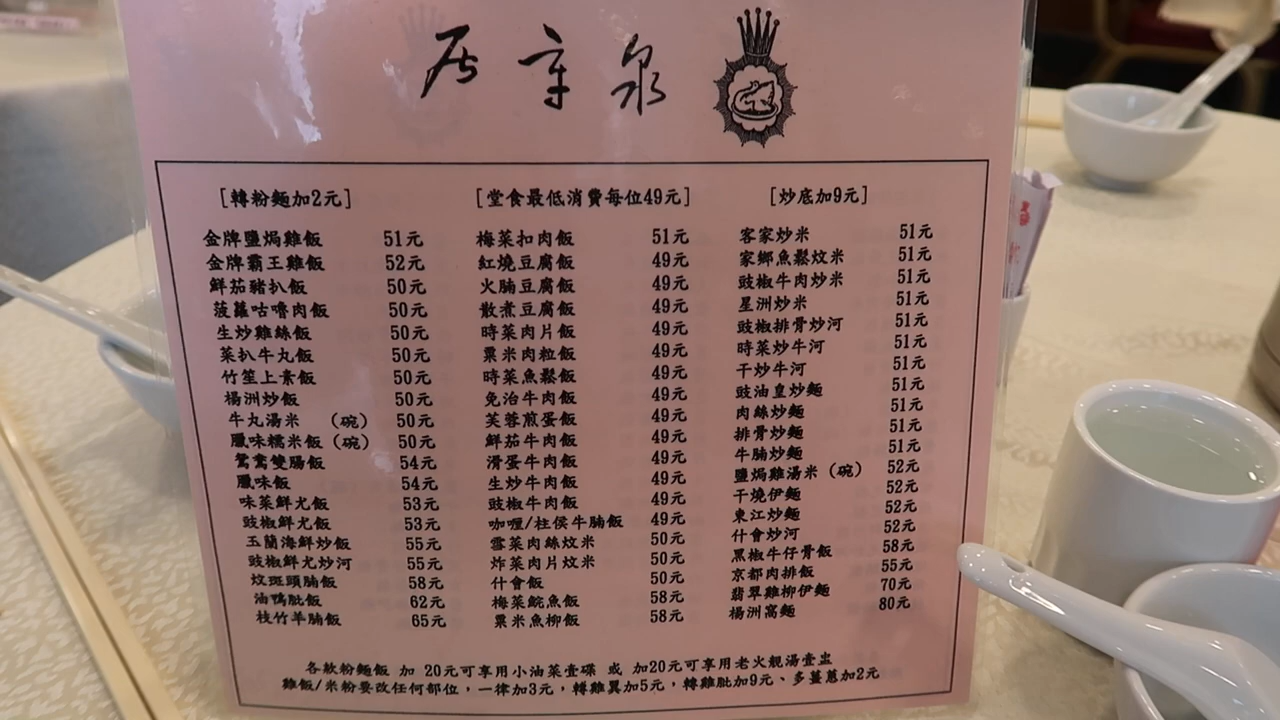 居章泉
[轉粉麵加2元]
金牌鹽焗雞飯 51元
金牌霸王雞飯 52元
鮮茄豬扒飯 50元
菠蘿咕嚕肉飯 50元
生炒雞絲飯 50元
菜扒牛丸飯 50元
竹笙上素飯 50元
楊洲炒飯 50元
牛丸湯米 (碗) 50元
臘味糯米飯 (碗) 50元
鴛鴦雙腸飯 54元
臘味飯 54元
味菜鮮尤飯 53元
豉椒鮮尤飯 53元
玉蘭海鮮炒飯 55元
豉椒鮮尤炒河 55元
炆斑頭腩飯 58元
油鴨髀飯 62元
枝竹羊腩飯 65元
[堂食最低消費每位49元]
梅菜扣肉飯 51元
紅燒豆腐飯 49元
火腩豆腐飯 49元
散煮豆腐飯 49元
時菜肉片飯 49元
粟米肉粒飯 49元
時菜魚鬆飯 49元
免治牛肉飯 49元
芙蓉煎蛋飯 49元
鮮茄牛肉飯 49元
滑蛋牛肉飯 49元
生炒牛肉飯 49元
豉椒牛肉飯 49元
咖喱/柱侯牛腩飯 49元
雪菜肉絲炆米 50元
炸菜肉片炆米 50元
什會飯 50元
梅菜鯇魚飯 58元
粟米魚柳飯 58元
[炒底加9元]
客家炒米 51元
家鄉魚鬆炆米 51元
豉椒牛肉炒米 51元
星洲炒米 51元
豉椒排骨炒河 51元
時菜炒牛河 51元
干炒牛河 51元
豉油皇炒麵 51元
肉絲炒麵 51元
排骨炒麵 51元
牛腩炒麵 51元
鹽焗雞湯米 (碗) 52元
干燒伊麵 52元
東江炒麵 52元
什會炒河 52元
黑椒牛仔骨飯 58元
京都肉排飯 55元
翡翠雞柳伊麵 70元
楊洲窩麵 80元
各款粉麵飯 加 20元可享用小油菜壹碟 或 加20元可享用老火靚湯壹盅
雞飯/米粉要改任何部位，一律加3元，轉雞翼加5元，轉雞髀加9元、多薑蔥加2元